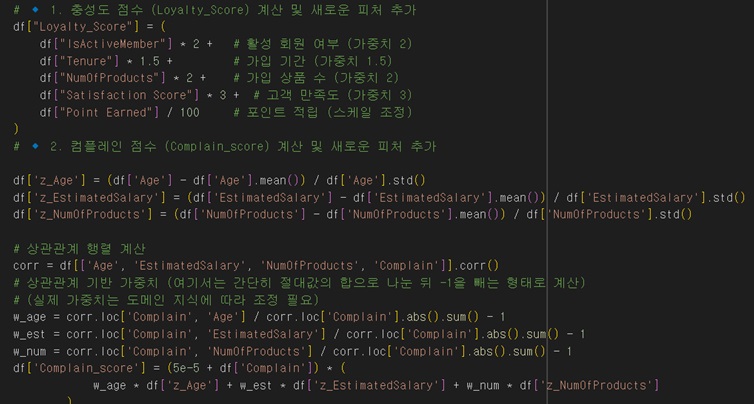 # 🔹 1. 충성도 점수 (Loyalty_Score) 계산 및 새로운 피처 추가
df["Loyalty_Score"] = (
df["IsActiveMember"] * 2 + # 활성 회원 여부 (가중치 2)
df["Tenure"] * 1.5 + # 가입 기간 (가중치 1.5)
df["NumOfProducts"] * 2 + # 가입 상품 수 (가중치 2)
df["Satisfaction Score"] * 3 + # 고객 만족도 (가중치 3)
df["Point Earned"] / 100 # 포인트 적립 (스케일 조정)
)
# 🔹 2. 컴플레인 점수 (Complain_score) 계산 및 새로운 피처 추가
df['z_Age'] = (df['Age'] - df['Age'].mean()) / df['Age'].std()
df['z_EstimatedSalary'] = (df['EstimatedSalary'] - df['EstimatedSalary'].mean()) / df['EstimatedSalary'].std()
df['z_NumOfProducts'] = (df['NumOfProducts'] - df['NumOfProducts'].mean()) / df['NumOfProducts'].std()
# 상관관계 행렬 계산
corr = df[['Age', 'EstimatedSalary', 'NumOfProducts', 'Complain']].corr()
# 상관관계 기반 가중치 (여기서는 간단히 절대값의 합으로 나눈 뒤 -1을 빼는 형태로 계산)
# (실제 가중치는 도메인 지식에 따라 조정 필요)
w_age = corr.loc['Complain', 'Age'] / corr.loc['Complain'].abs().sum() - 1
w_est = corr.loc['Complain', 'EstimatedSalary'] / corr.loc['Complain'].abs().sum() - 1
w_num = corr.loc['Complain', 'NumOfProducts'] / corr.loc['Complain'].abs().sum() - 1
df['Complain_score'] = (5e-5 + df['Complain']) * (
w_age * df['z_Age'] + w_est * df['z_EstimatedSalary'] + w_num * df['z_NumOfProducts']
)